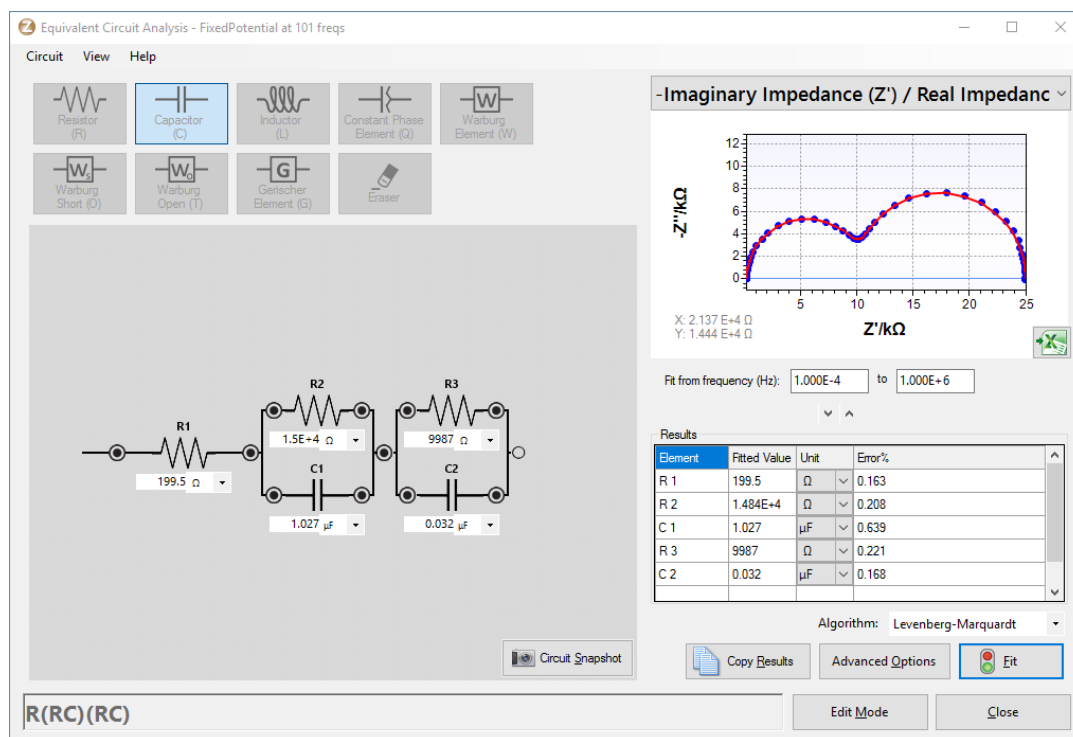 Equivalent Circuit Analysis - FixedPotential at 101 freqs
Circuit View Help
Resistor (R)
Capacitor (C)
Inductor (L)
Constant Phase Element (Q)
W
Warburg Element (W)
Ws
Warburg Short (O)
Wo
Warburg Open (T)
G
Gerischer Element (G)
Eraser
R1
199.5 Ω
R2
1.5E+4 Ω
C1
1.027 µF
R3
9987 Ω
C2
0.032 µF
Circuit Snapshot
-Imaginary Impedance (Z') / Real Impedanc
-Z''/kΩ
12
10
8
6
4
2
0
5 10 15 20 25
Z'/kΩ
X: 2.137 E+4 Ω
Y: 1.444 E+4 Ω
Fit from frequency (Hz): 1.000E-4 to 1.000E+6
Results
Element Fitted Value Unit Error%
R 1 199.5 Ω 0.163
R 2 1.484E+4 Ω 0.208
C 1 1.027 µF 0.639
R 3 9987 Ω 0.221
C 2 0.032 µF 0.168
Algorithm: Levenberg-Marquardt
Copy Results Advanced Options Fit
R(RC)(RC)
Edit Mode Close